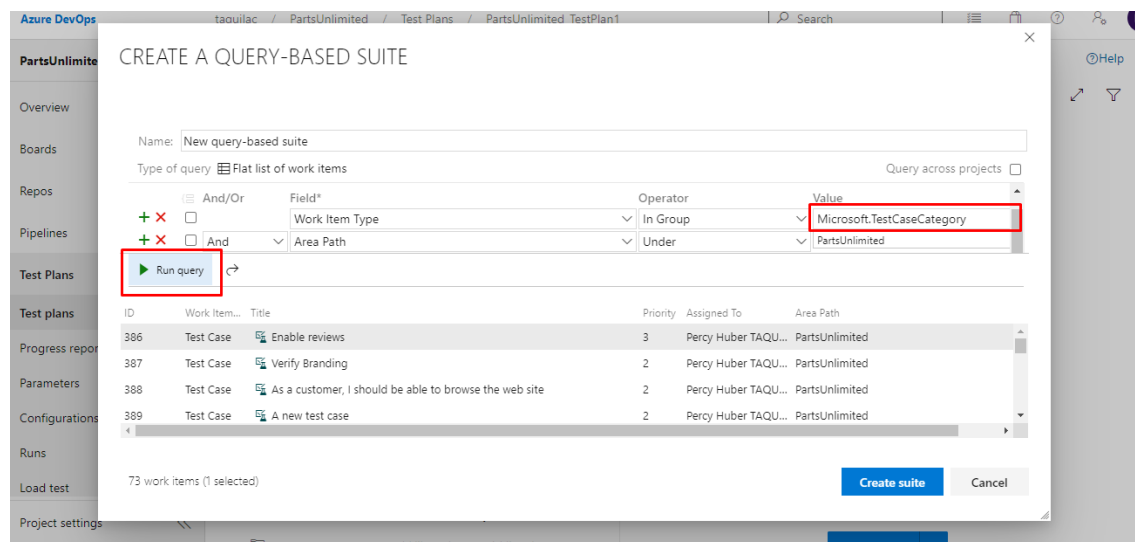 Azure DevOps taquilac / PartsUnlimited / Test Plans / PartsUnlimited_TestPlan1 Search
PartsUnlimite
Help
Overview
Boards
Repos
Pipelines
Test Plans
Test plans
Progress repor
Parameters
Configurations
Runs
Load test
Project settings
CREATE A QUERY-BASED SUITE
Name: New query-based suite
Type of query Flat list of work items Query across projects
And/Or Field* Operator Value
Work Item Type In Group Microsoft.TestCaseCategory
And Area Path Under PartsUnlimited
Run query
ID Work Item... Title Priority Assigned To Area Path
386 Test Case Enable reviews 3 Percy Huber TAQU... PartsUnlimited
387 Test Case Verify Branding 2 Percy Huber TAQU... PartsUnlimited
388 Test Case As a customer, I should be able to browse the web site 2 Percy Huber TAQU... PartsUnlimited
389 Test Case A new test case 2 Percy Huber TAQU... PartsUnlimited
73 work items (1 selected)
Create suite Cancel